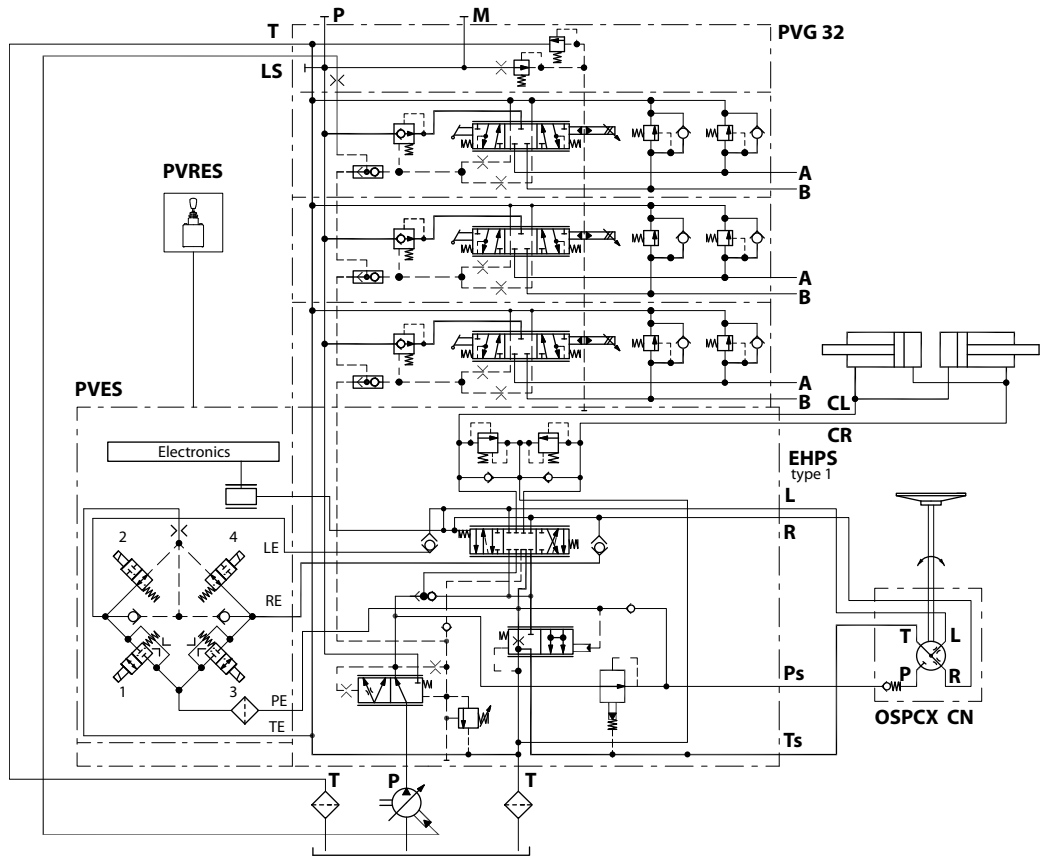 P
M
T
PVG 32
LS
PVRES
A
B
A
B
A
B
PVES
CL
CR
EHPS
type 1
Electronics
L
R
2
4
LE
RE
T
L
P
R
1
3
PE
TE
Ps
OSPCX CN
Ts
T
P
T